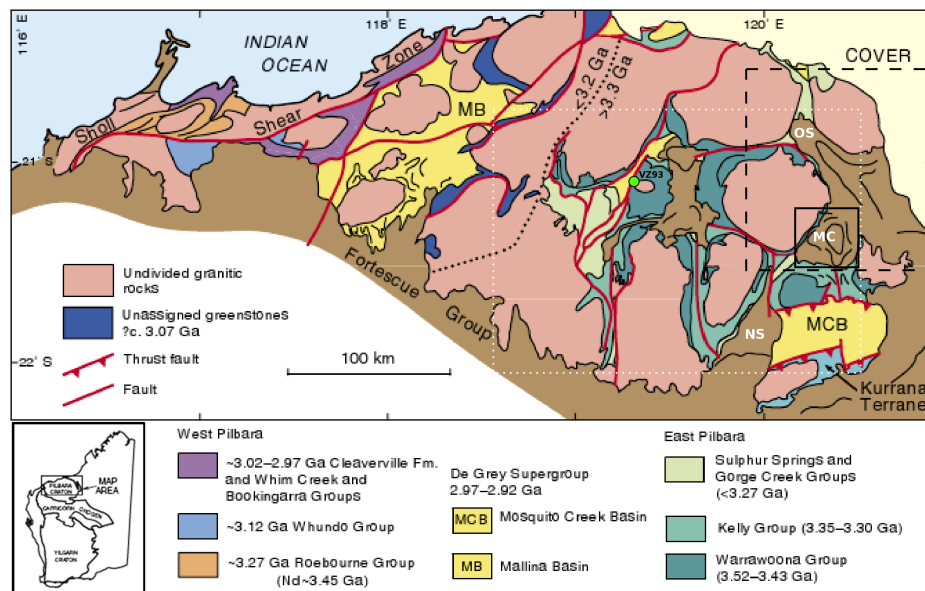 116° E
118° E
120° E
INDIAN
OCEAN
COVER
Zone
<3.2 Ga
>3.3 Ga
MB
Sholl
Shear
OS
21° S
VZ93
MC
Fortescue
Group
Undivided granitic
rocks
Unassigned greenstones
?c. 3.07 Ga
NS
MCB
Thrust fault
100 km
22° S
Fault
Kurrana
Terrane
PILBARA
CRATON
MAP
AREA
CAPRICORN OROGEN
YILGARN
CRATON
West Pilbara
~3.02–2.97 Ga Cleaverville Fm.
and Whim Creek and
Bookingarra Groups
~3.12 Ga Whundo Group
~3.27 Ga Roebourne Group
(Nd~3.45 Ga)
De Grey Supergroup
2.97–2.92 Ga
MCB Mosquito Creek Basin
MB Mallina Basin
East Pilbara
Sulphur Springs and
Gorge Creek Groups
(<3.27 Ga)
Kelly Group (3.35–3.30 Ga)
Warrawoona Group
(3.52–3.43 Ga)